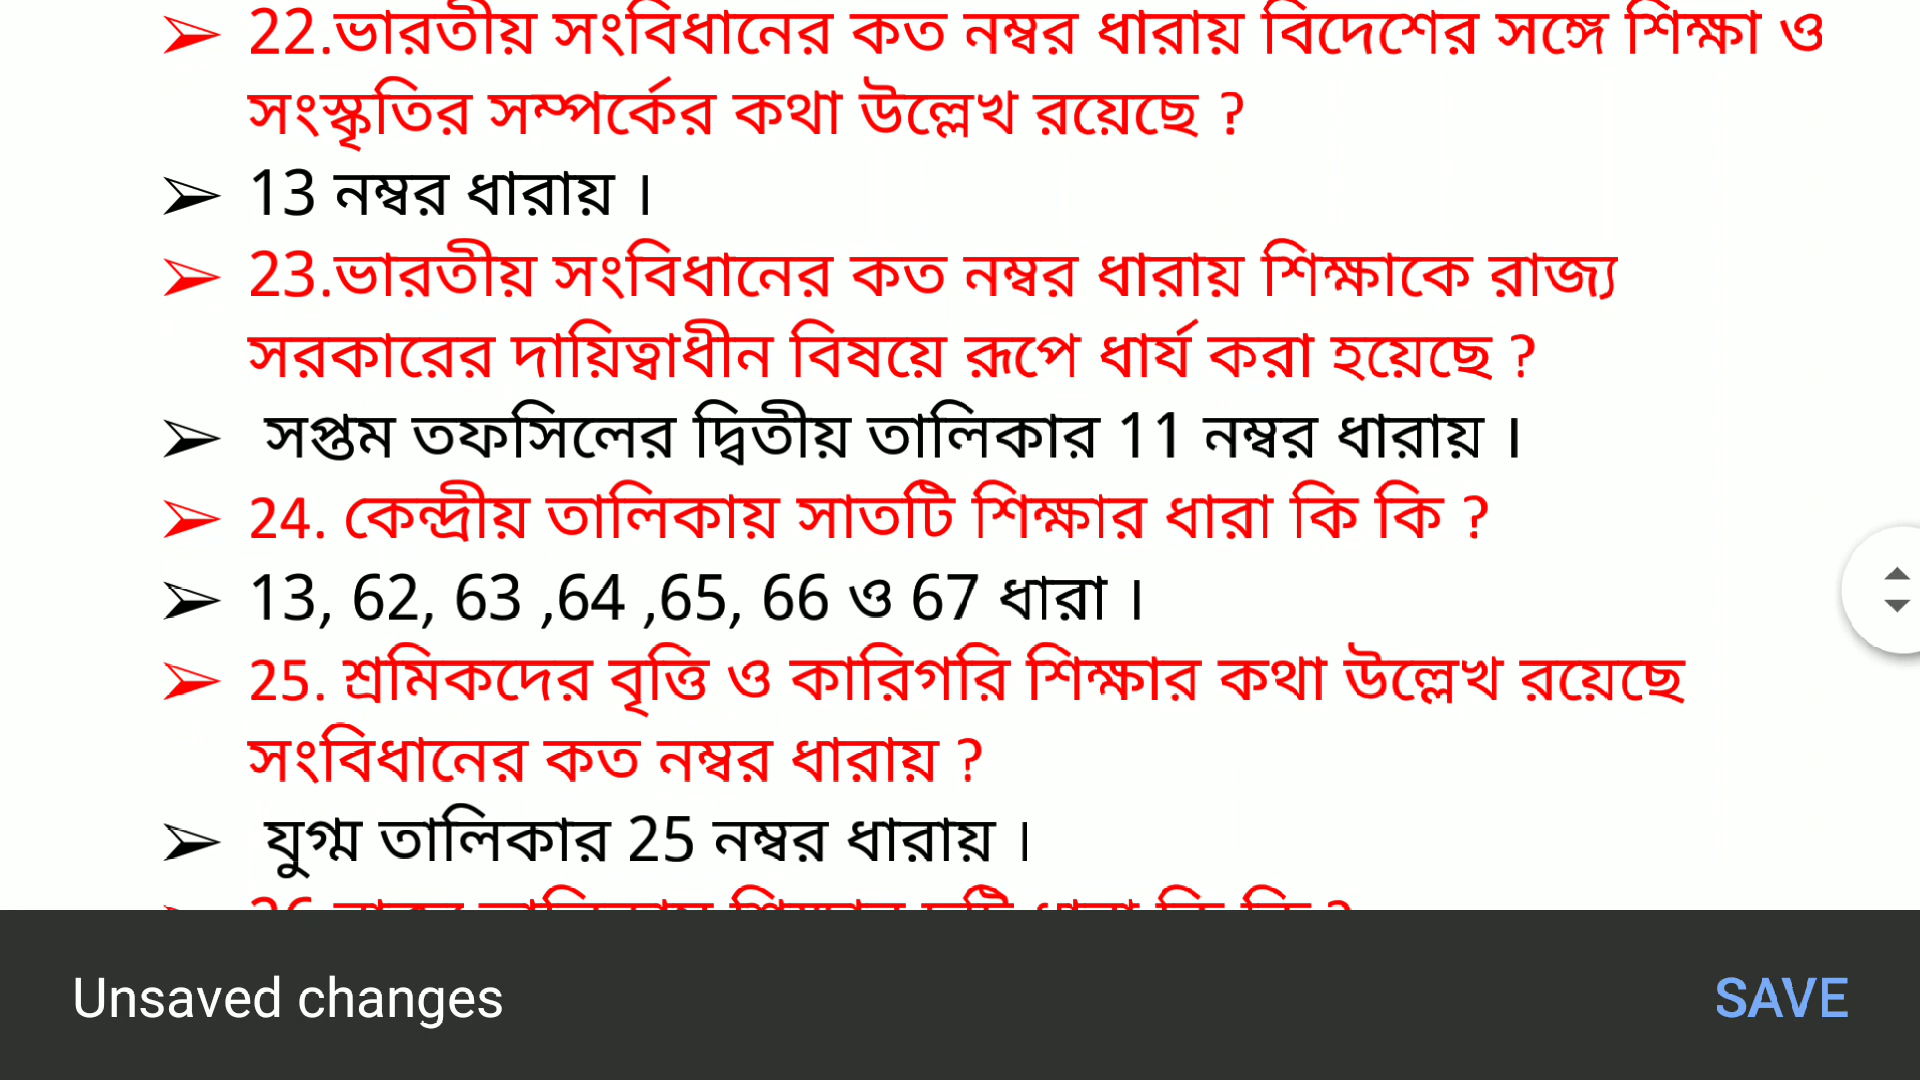 ➢ 22.ভারতীয় সংবিধানের কত নম্বর ধারায় বিদেশের সঙ্গে শিক্ষা ও
সংস্কৃতির সম্পর্কের কথা উল্লেখ রয়েছে ?
➢ 13 নম্বর ধারায় ।
➢ 23.ভারতীয় সংবিধানের কত নম্বর ধারায় শিক্ষাকে রাজ্য
সরকারের দায়িত্বাধীন বিষয়ে রূপে ধার্য করা হয়েছে ?
➢ সপ্তম তফসিলের দ্বিতীয় তালিকার 11 নম্বর ধারায় ।
➢ 24. কেন্দ্রীয় তালিকায় সাতটি শিক্ষার ধারা কি কি ?
➢ 13, 62, 63 ,64 ,65, 66 ও 67 ধারা ।
➢ 25. শ্রমিকদের বৃত্তি ও কারিগরি শিক্ষার কথা উল্লেখ রয়েছে
সংবিধানের কত নম্বর ধারায় ?
➢ যুগ্ম তালিকার 25 নম্বর ধারায় ।
Unsaved changes
SAVE